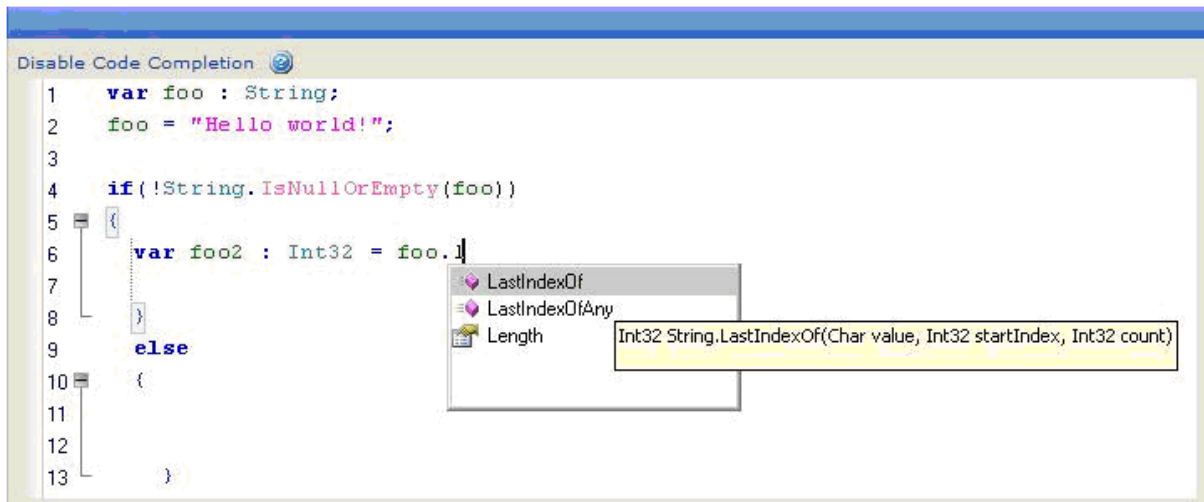 Disable Code Completion
1 var foo : String;
2 foo = "Hello world!";
3
4 if(!String.IsNullOrEmpty(foo))
5 {
6 var foo2 : Int32 = foo.l
7
LastIndexOf
LastIndexOfAny
Length
Int32 String.LastIndexOf(Char value, Int32 startIndex, Int32 count)
8 }
9 else
10 {
11
12
13 }